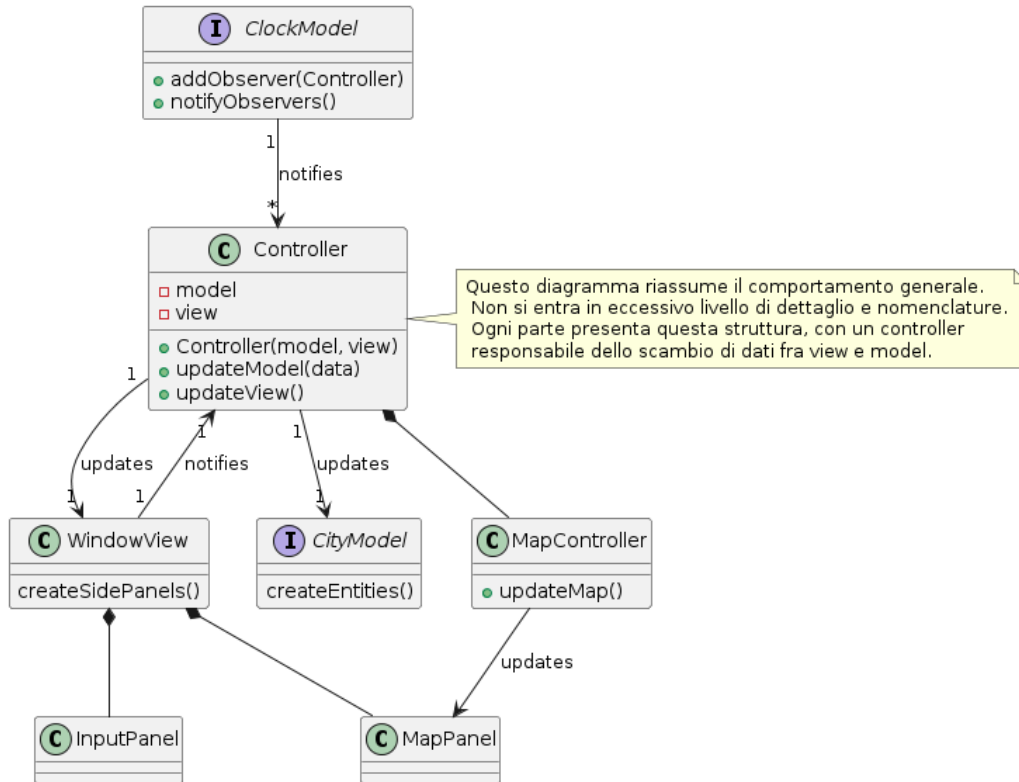 I ClockModel
addObserver(Controller)
notifyObservers()
1
notifies
*
C Controller
model
view
Controller(model, view)
updateModel(data)
updateView()
Questo diagramma riassume il comportamento generale.
Non si entra in eccessivo livello di dettaglio e nomenclature.
Ogni parte presenta questa struttura, con un controller
responsabile dello scambio di dati fra view e model.
1
updates
1
1
notifies
1
1
updates
1
C WindowView
createSidePanels()
I CityModel
createEntities()
C MapController
updateMap()
updates
C InputPanel
C MapPanel